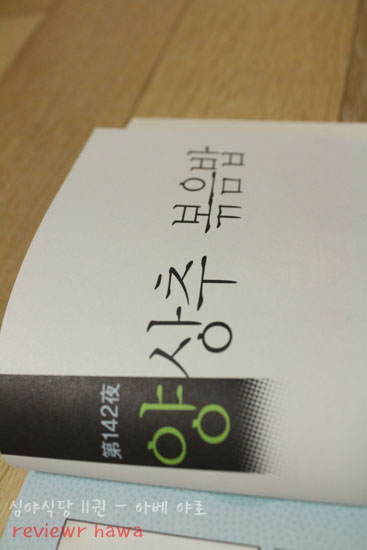 第142夜
양상추 볶음밥
심야식당 11권 - 아베 야로
reviewr hawa